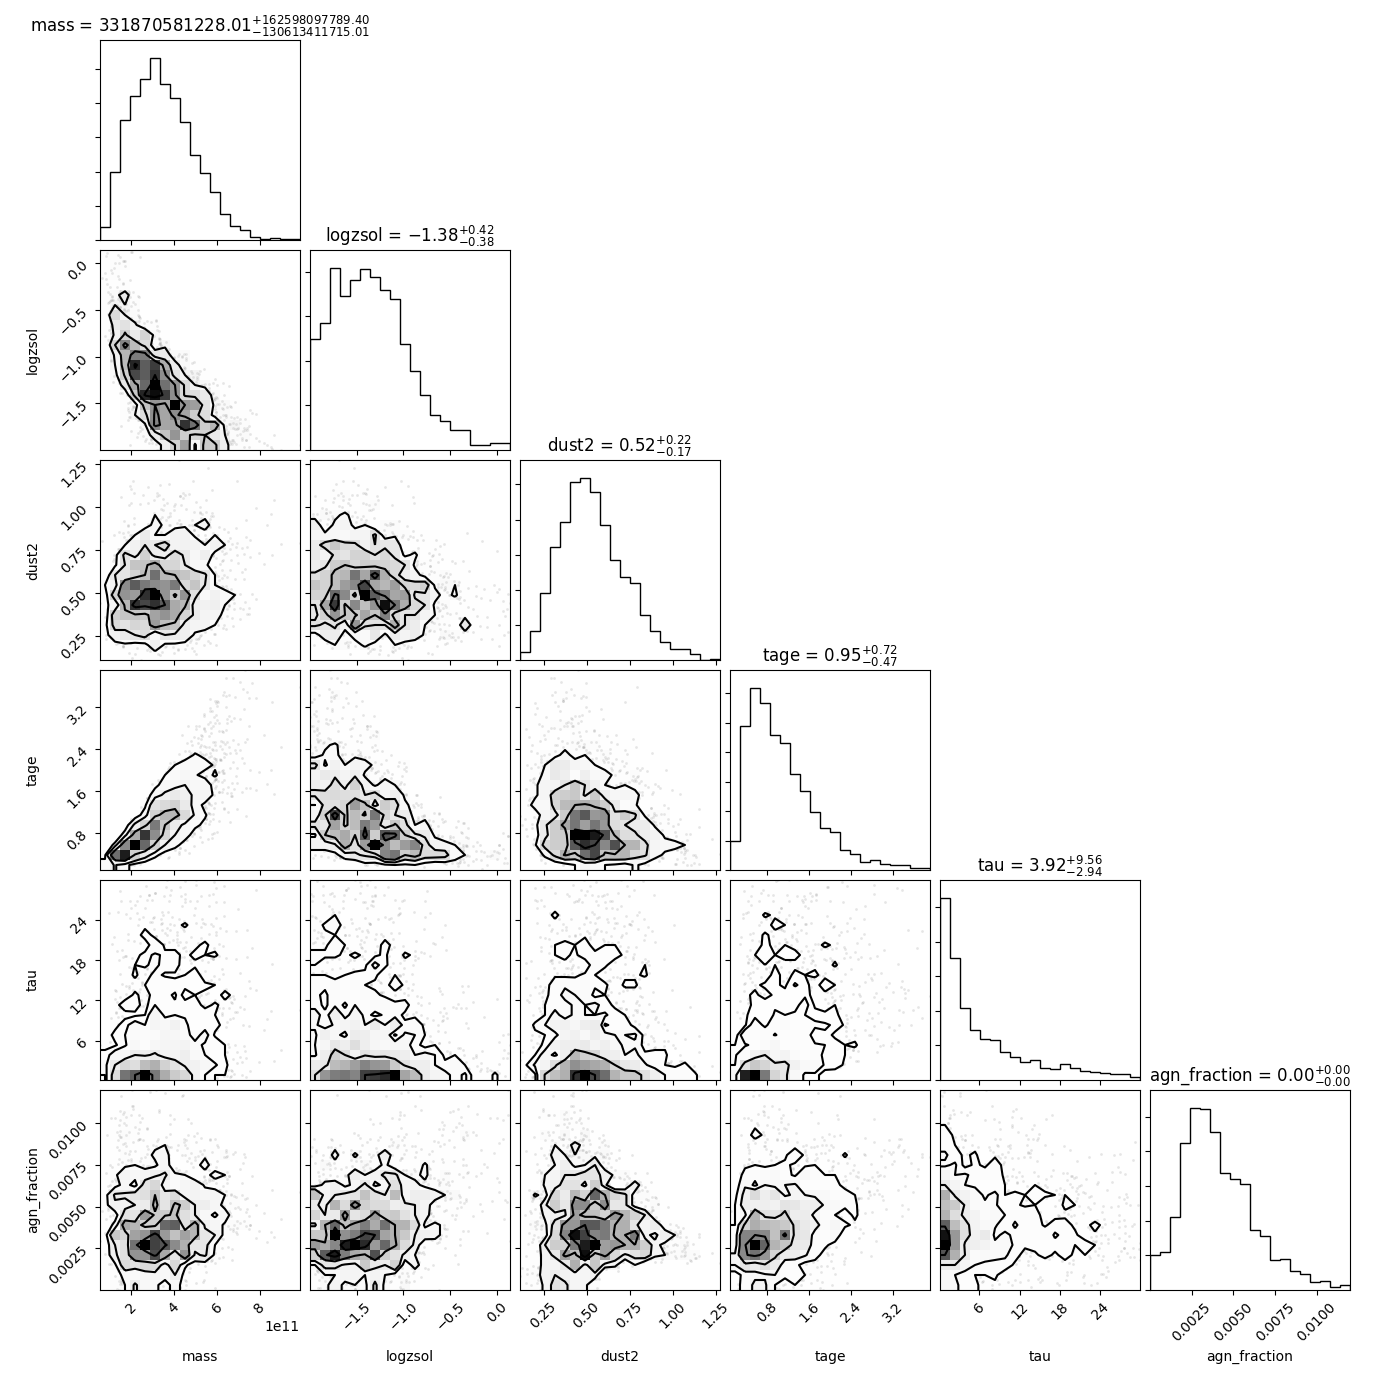 mass = 331870581228.01+162598097789.40
−130613411715.01
logzsol = −1.38+0.42
−0.38
0.0
−0.5
−1.0
−1.5
logzsol
dust2 = 0.52+0.22
−0.17
1.25
1.00
0.75
0.50
0.25
dust2
tage = 0.95+0.72
−0.47
3.2
2.4
1.6
0.8
tage
tau = 3.92+9.56
−2.94
24
18
12
6
tau
agn_fraction = 0.00+0.00
−0.00
0.0100
0.0075
0.0050
0.0025
agn_fraction
2 4 6 8
1e11
−1.5 −1.0 −0.5 0.0
0.25 0.50 0.75 1.00 1.25
0.8 1.6 2.4 3.2
6 12 18 24
0.0025 0.0050 0.0075 0.0100
mass logzsol dust2 tage tau agn_fraction